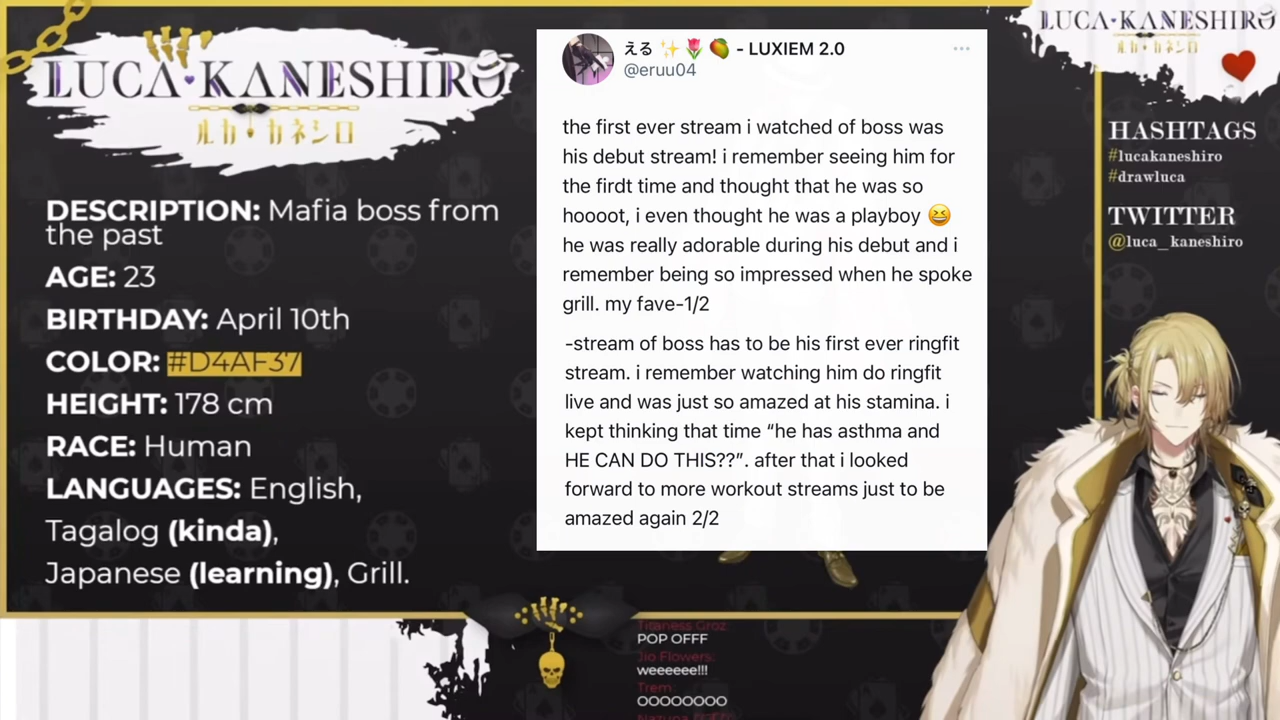 LUCA KANESHIRO
ルカ・カネシロ
DESCRIPTION: Mafia boss from
the past
AGE: 23
BIRTHDAY: April 10th
COLOR: #D4AF37
HEIGHT: 178 cm
RACE: Human
LANGUAGES: English,
Tagalog (kinda),
Japanese (learning), Grill.
える ✨🌷🥭 - LUXIEM 2.0
@eruu04
the first ever stream i watched of boss was
his debut stream! i remember seeing him for
the firdt time and thought that he was so
hoooot, i even thought he was a playboy 😆
he was really adorable during his debut and i
remember being so impressed when he spoke
grill. my fave-1/2
-stream of boss has to be his first ever ringfit
stream. i remember watching him do ringfit
live and was just so amazed at his stamina. i
kept thinking that time “he has asthma and
HE CAN DO THIS??”. after that i looked
forward to more workout streams just to be
amazed again 2/2
LUCA KANESHIRO
ルカ・カネシロ
HASHTAGS
#lucakaneshiro
#drawluca
TWITTER
@luca_kaneshiro
Titaness Groz
POP OFFF
Jio Flowers.
weeeeee!!!
Trem
OOOOOOOO